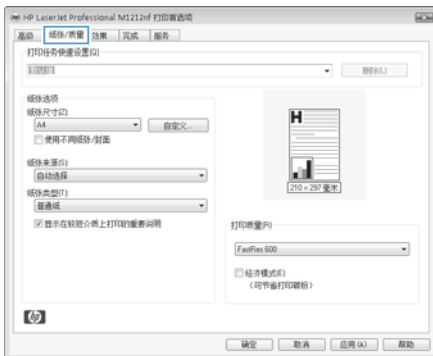 HP LaserJet Professional M1212nf 打印首选项
高级 纸张/质量 效果 完成 服务
打印任务快速设置(Q)
删除(L)
纸张选项
纸张尺寸(Z)
A4
自定义...
使用不同纸张/封面
纸张来源(S):
自动选择
纸张类型(T):
普通纸
显示在较短介质上打印的重要说明
H
210 × 297 毫米
打印质量(R)
FastRes 600
经济模式(E)
(可节省打印碳粉)
hp
确定 取消 应用(A) 帮助